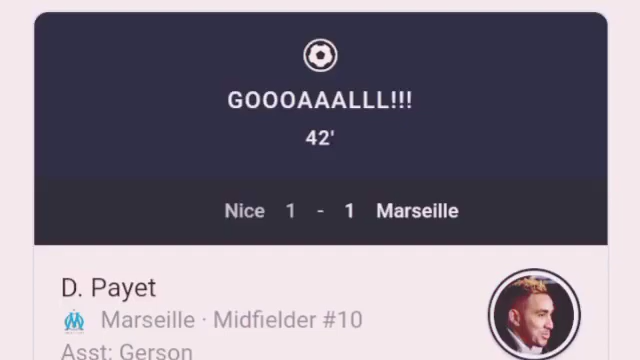 GOOOAAALLL!!!
42'
Nice 1 - 1 Marseille
D. Payet
Marseille · Midfielder #10
Asst: Gerson